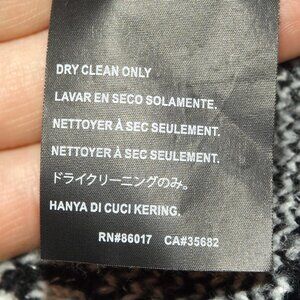 DRY CLEAN ONLY
LAVAR EN SECO SOLAMENTE.
NETTOYER À SEC SEULEMENT.
NETTOYER À SEC SEULEMENT.
ドライクリーニングのみ。
HANYA DI CUCI KERING.
RN#86017 CA#35682